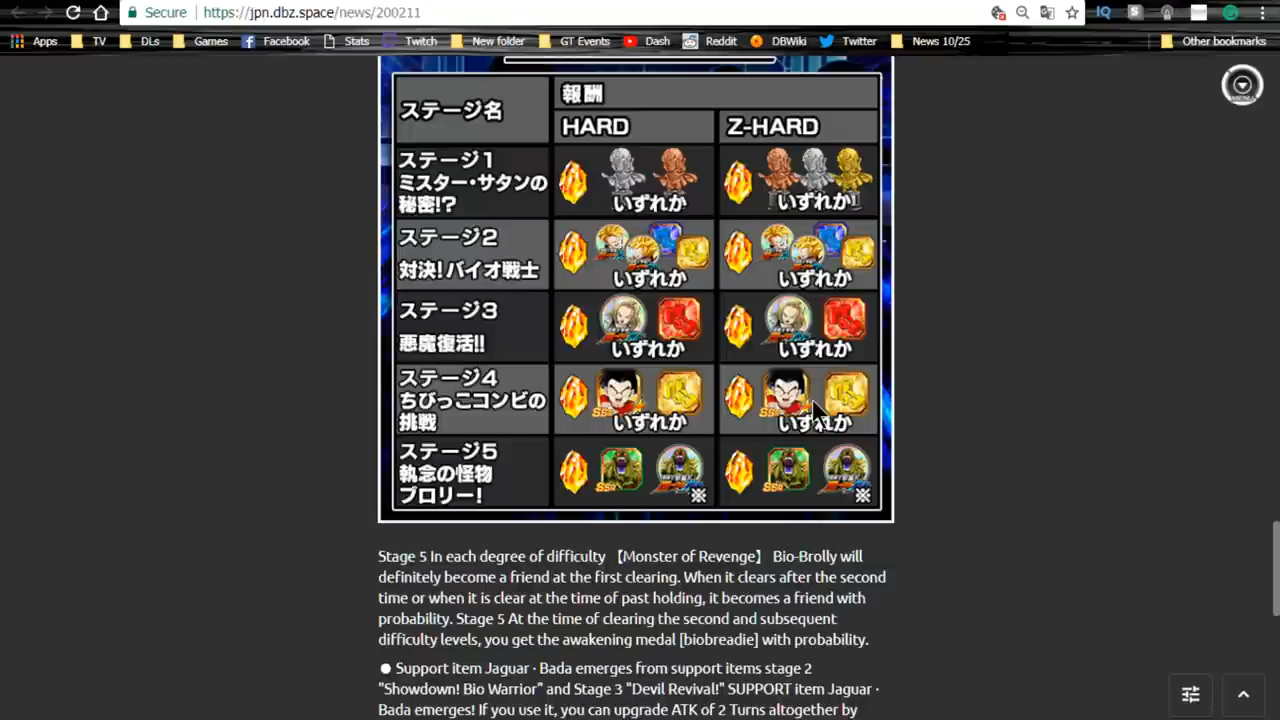 Secure https://jpn.dbz.space/news/200211 IQ
Apps TV DLs Games Facebook Stats Twitch New folder GT Events Dash Reddit DBWiki Twitter News 10/25 Other bookmarks
MENU
ステージ名
報酬
HARD Z-HARD
ステージ1
ミスター・サタンの
秘密!?
いずれか いずれか
ステージ2
対決!バイオ戦士
いずれか いずれか
ステージ3
悪魔復活!!
いずれか いずれか
ステージ4
ちびっこコンビの
挑戦
いずれか いずれか
ステージ5
執念の怪物
ブロリー!
※ ※
Stage 5 In each degree of difficulty 【Monster of Revenge】 Bio-Brolly will
definitely become a friend at the first clearing. When it clears after the second
time or when it is clear at the time of past holding, it becomes a friend with
probability. Stage 5 At the time of clearing the second and subsequent
difficulty levels, you get the awakening medal [biobreadie] with probability.
● Support item Jaguar · Bada emerges from support items stage 2
"Showdown! Bio Warrior" and Stage 3 "Devil Revival!" SUPPORT item Jaguar ·
Bada emerges! If you use it, you can upgrade ATK of 2 Turns altogether by